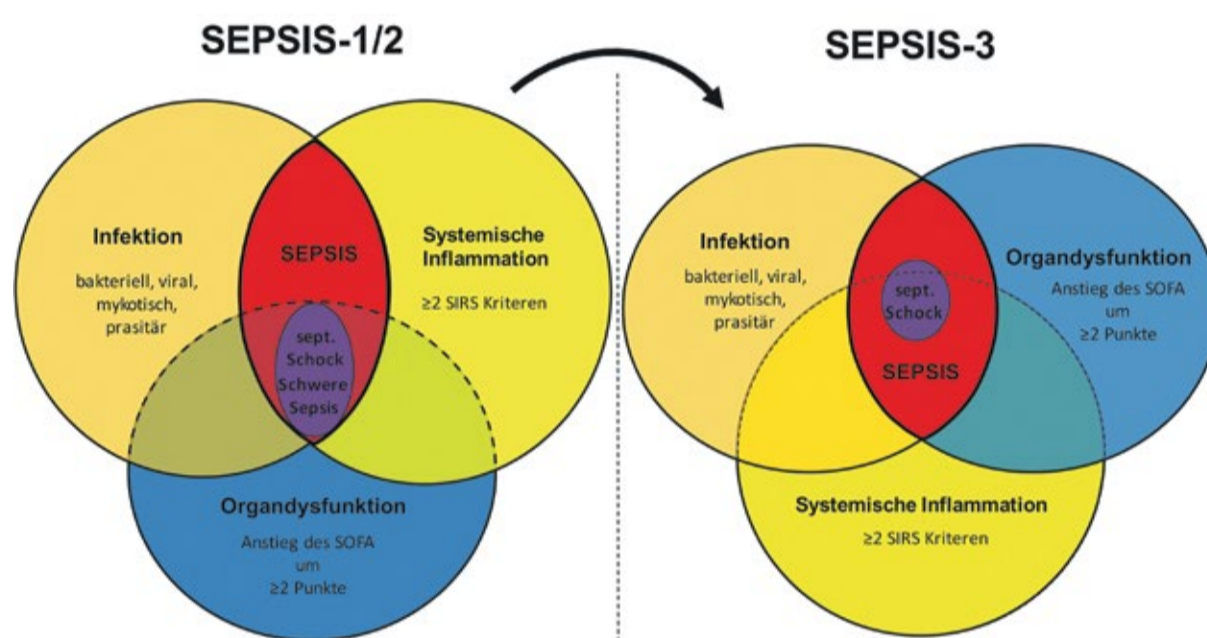 SEPSIS-1/2
Infektion
bakteriell, viral,
mykotisch,
prasitär
SEPSIS
Systemische
Inflammation
≥2 SIRS Kriteren
sept.
Schock
Schwere
Sepsis
Organdysfunktion
Anstieg des SOFA
um
≥2 Punkte
SEPSIS-3
Infektion
bakteriell, viral,
mykotisch,
prasitär
sept.
Schock
SEPSIS
Organdysfunktion
Anstieg des SOFA
um
≥2 Punkte
Systemische Inflammation
≥2 SIRS Kriteren